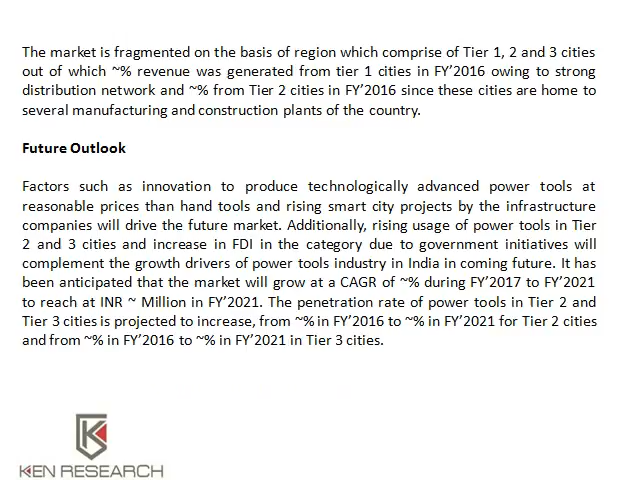 The market is fragmented on the basis of region which comprise of Tier 1, 2 and 3 cities
out of which ~% revenue was generated from tier 1 cities in FY'2016 owing to strong
distribution network and ~% from Tier 2 cities in FY'2016 since these cities are home to
several manufacturing and construction plants of the country.
Future Outlook
Factors such as innovation to produce technologically advanced power tools at
reasonable prices than hand tools and rising smart city projects by the infrastructure
companies will drive the future market. Additionally, rising usage of power tools in Tier
2 and 3 cities and increase in FDI in the category due to government initiatives will
complement the growth drivers of power tools industry in India in coming future. It has
been anticipated that the market will grow at a CAGR of ~% during FY'2017 to FY'2021
to reach at INR ~ Million in FY'2021. The penetration rate of power tools in Tier 2 and
Tier 3 cities is projected to increase, from ~% in FY'2016 to ~% in FY'2021 for Tier 2 cities
and from ~% in FY'2016 to ~% in FY'2021 in Tier 3 cities.
KEN RESEARCH